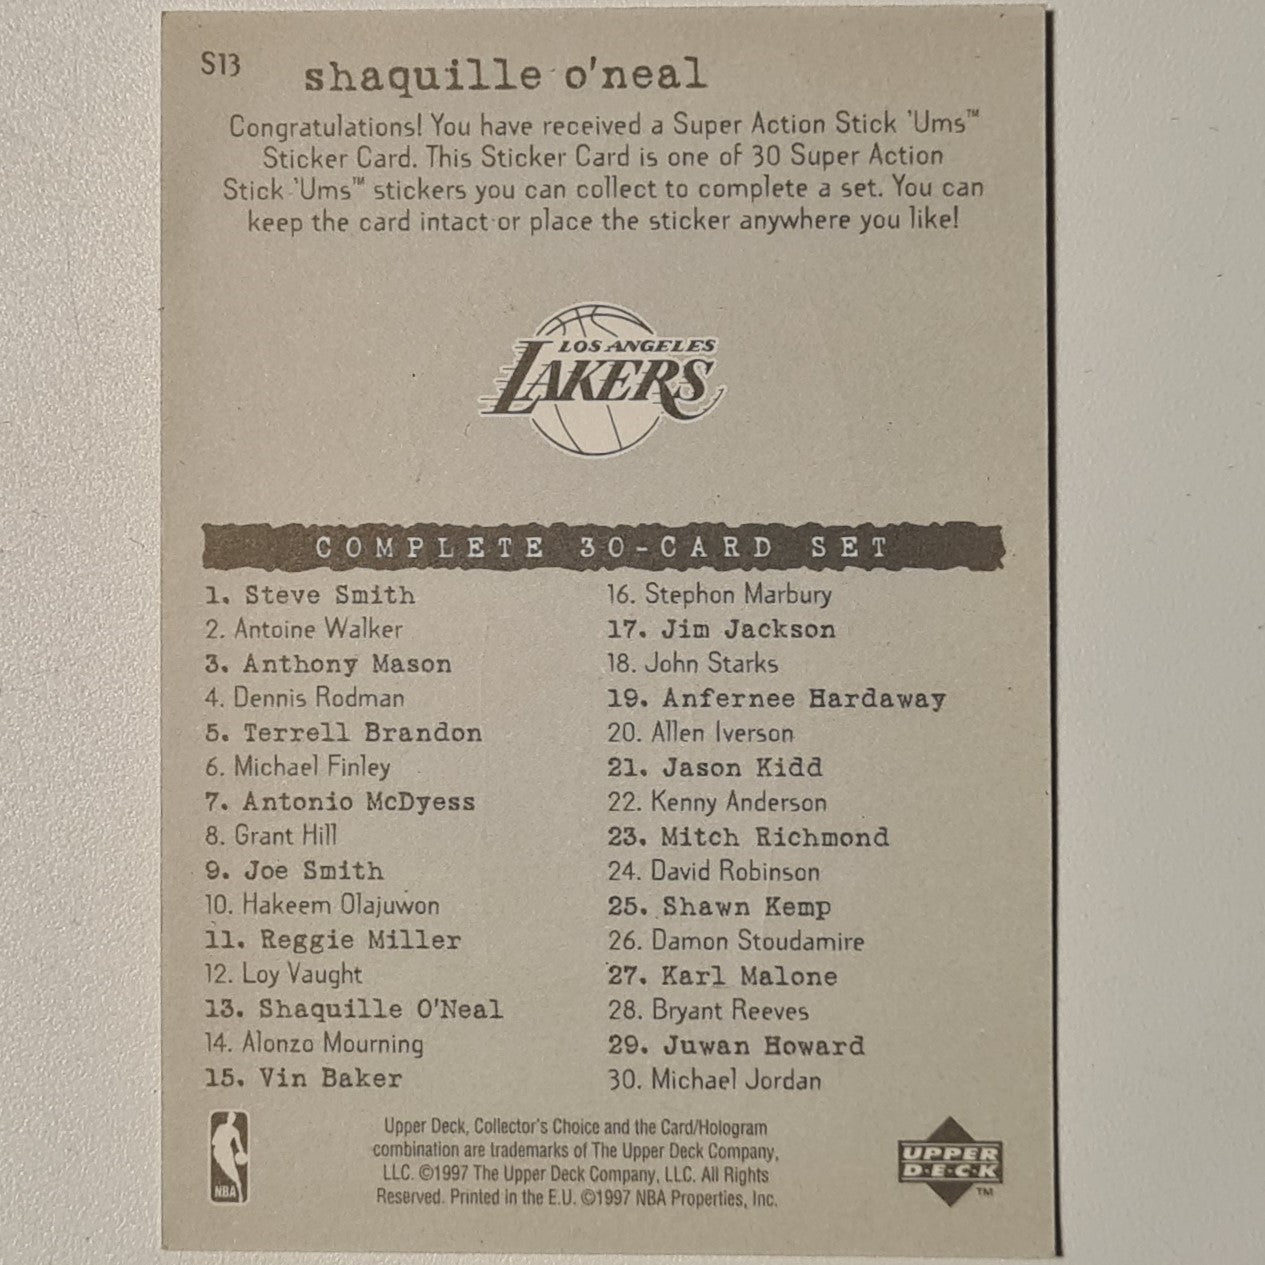 S13
shaquille o'neal
Congratulations! You have received a Super Action Stick 'Ums™
Sticker Card. This Sticker Card is one of 30 Super Action
Stick 'Ums™ stickers you can collect to complete a set. You can
keep the card intact or place the sticker anywhere you like!
LOS ANGELES
LAKERS
COMPLETE 30-CARD SET
1. Steve Smith
2. Antoine Walker
3. Anthony Mason
4. Dennis Rodman
5. Terrell Brandon
6. Michael Finley
7. Antonio McDyess
8. Grant Hill
9. Joe Smith
10. Hakeem Olajuwon
11. Reggie Miller
12. Loy Vaught
13. Shaquille O'Neal
14. Alonzo Mourning
15. Vin Baker
16. Stephon Marbury
17. Jim Jackson
18. John Starks
19. Anfernee Hardaway
20. Allen Iverson
21. Jason Kidd
22. Kenny Anderson
23. Mitch Richmond
24. David Robinson
25. Shawn Kemp
26. Damon Stoudamire
27. Karl Malone
28. Bryant Reeves
29. Juwan Howard
30. Michael Jordan
NBA
Upper Deck, Collector's Choice and the Card/Hologram
combination are trademarks of The Upper Deck Company,
LLC. ©1997 The Upper Deck Company, LLC. All Rights
Reserved. Printed in the E.U. ©1997 NBA Properties, Inc.
UPPER
D·E·C·K
™